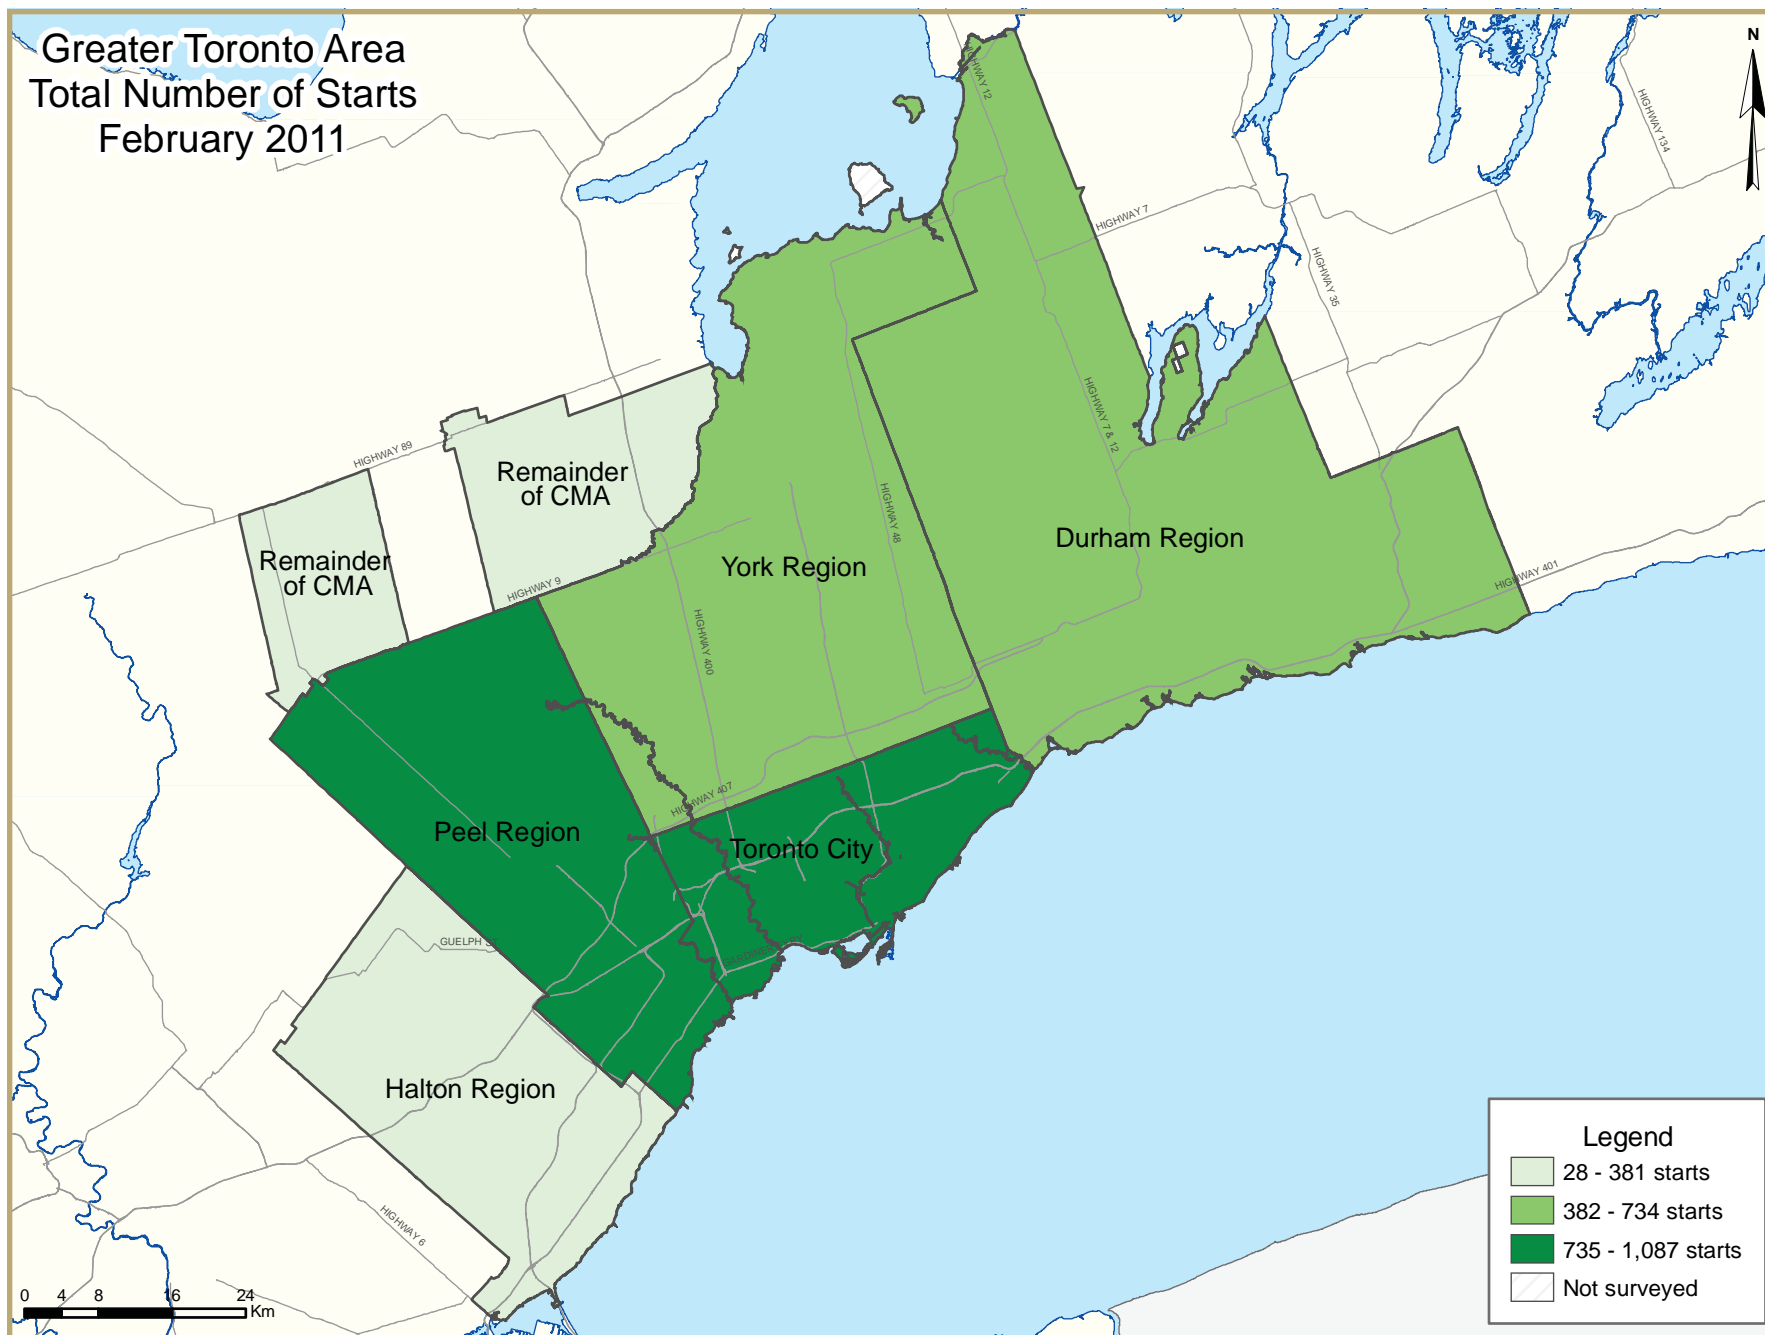 Greater Toronto Area
Total Number of Starts
February 2011
N
HIGHWAY 12
HIGHWAY 134
HIGHWAY 7
HIGHWAY 35
HIGHWAY 7 & 12
HIGHWAY 89
Remainder
of CMA
HIGHWAY 48
Durham Region
Remainder
of CMA
York Region
HIGHWAY 9
HIGHWAY 401
HIGHWAY 400
HIGHWAY 407
Peel Region
Toronto City
GUELPH
Halton Region
HIGHWAY 6
Legend
28 - 381 starts
382 - 734 starts
735 - 1,087 starts
Not surveyed
0 4 8 16 24
Km